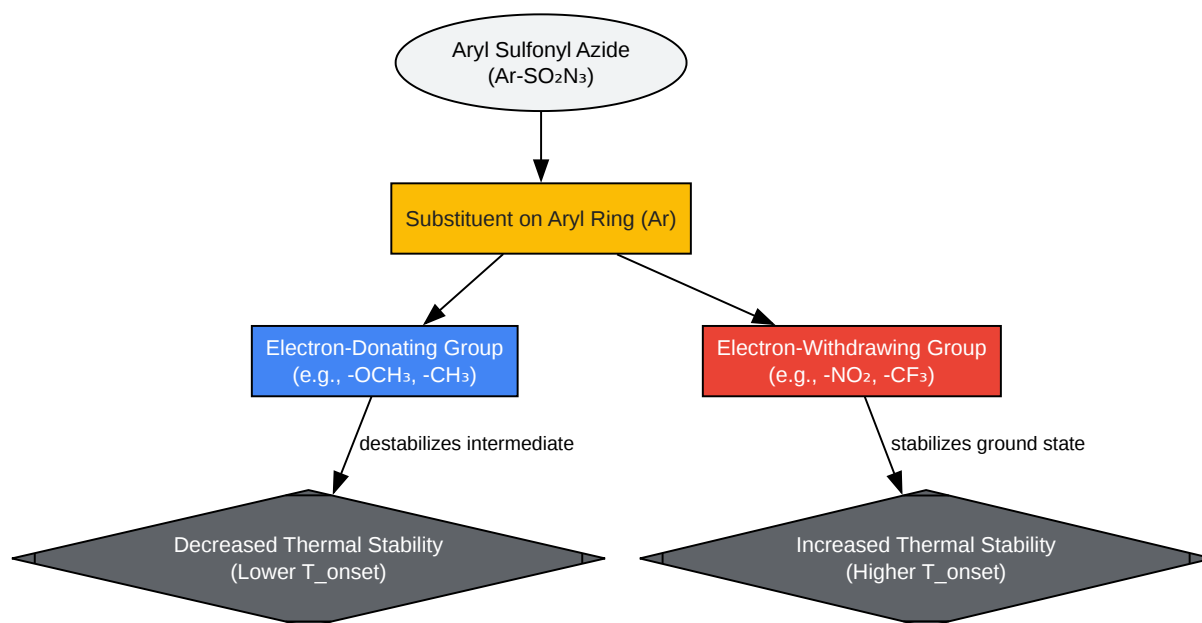 Aryl Sulfonyl Azide
(Ar-SO₂N₃)
Substituent on Aryl Ring (Ar)
Electron-Donating Group
(e.g., -OCH₃, -CH₃)
Electron-Withdrawing Group
(e.g., -NO₂, -CF₃)
destabilizes intermediate
stabilizes ground state
Decreased Thermal Stability
(Lower T_onset)
Increased Thermal Stability
(Higher T_onset)